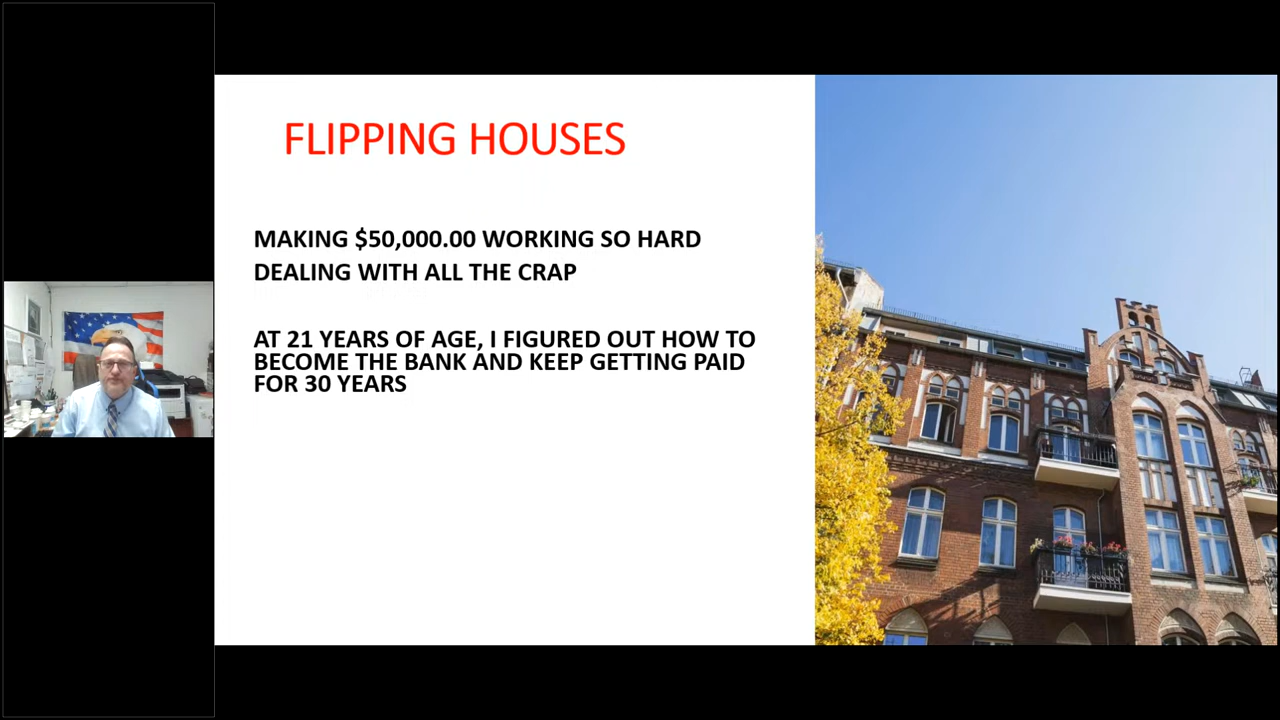 FLIPPING HOUSES
MAKING $50,000.00 WORKING SO HARD
DEALING WITH ALL THE CRAP
AT 21 YEARS OF AGE, I FIGURED OUT HOW TO
BECOME THE BANK AND KEEP GETTING PAID
FOR 30 YEARS